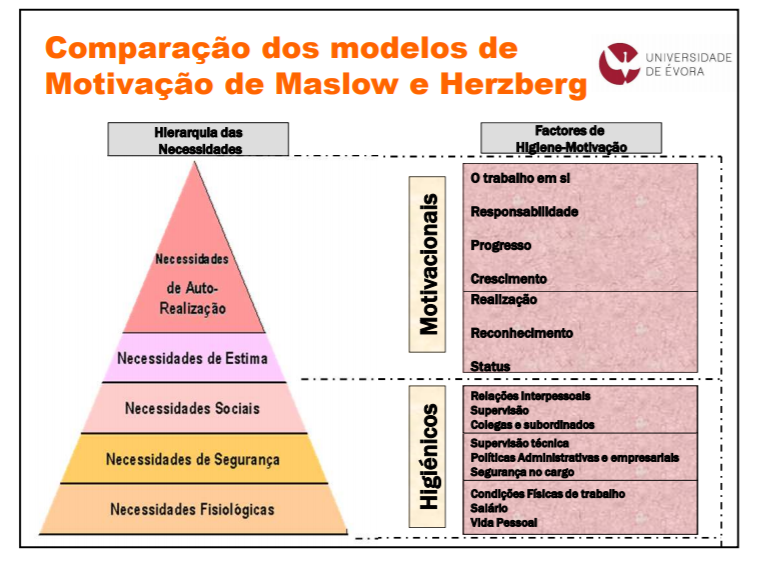 Comparação dos modelos de
Motivação de Maslow e Herzberg
UNIVERSIDADE
DE ÉVORA
Hierarquia das
Necessidades
Factores de
Higiene-Motivação
Necessidades
de Auto-
Realização
Necessidades de Estima
Necessidades Sociais
Necessidades de Segurança
Necessidades Fisiológicas
Motivacionais
O trabalho em si
Responsabilidade
Progresso
Crescimento
Realização
Reconhecimento
Status
Higiénicos
Relações Interpessoais
Supervisão
Colegas e subordinados
Supervisão técnica
Políticas Administrativas e empresariais
Segurança no cargo
Condições Físicas de trabalho
Salário
Vida Pessoal